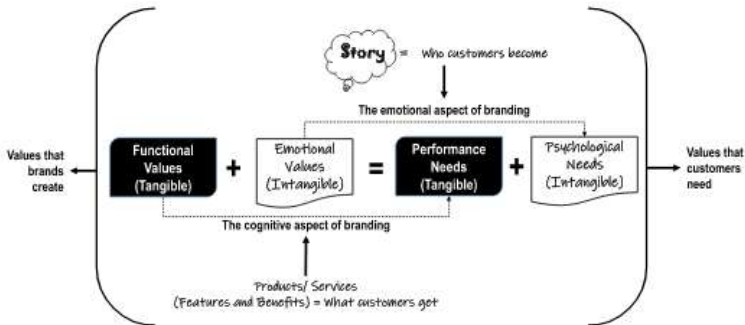 Story = Who customers become
The emotional aspect of branding
Values that
brands
create
Functional
Values
(Tangible)
+
Emotional
Values
(Intangible)
=
Performance
Needs
(Tangible)
+
Psychological
Needs
(Intangible)
Values that
customers
need
The cognitive aspect of branding
Products/ Services
(Features and Benefits) = What customers get